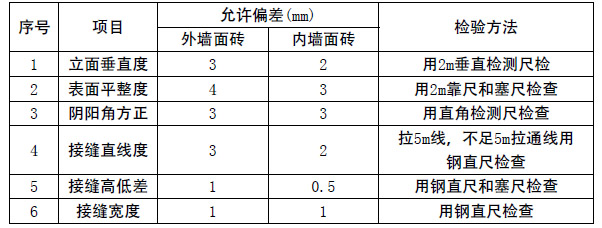 序号 项目 允许偏差(mm) 检验方法
外墙面砖 内墙面砖
1 立面垂直度 3 2 用2m垂直检测尺检
2 表面平整度 4 3 用2m靠尺和塞尺检查
3 阴阳角方正 3 3 用直角检测尺检查
4 接缝直线度 3 2 拉5m线，不足5m拉通线用
钢直尺检查
5 接缝高低差 1 0.5 用钢直尺和塞尺检查
6 接缝宽度 1 1 用钢直尺检查